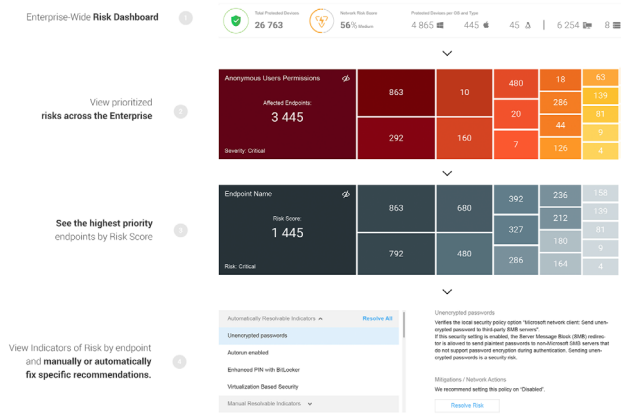 Enterprise-Wide Risk Dashboard
1
Total Protected Devices:
26 763
Network Risk Score:
56% Medium
Protected Devices per OS and Type
4 865
445
45
6 254
8
View prioritized
risks across the Enterprise
2
Anonymous Users Permissions
Affected Endpoints:
3 445
Severity: Critical
863
292
10
160
480
20
7
18
286
44
126
63
139
81
9
4
See the highest priority
endpoints by Risk Score
3
Endpoint Name
Risk Score:
1 445
Risk: Critical
863
792
680
480
392
327
286
236
212
180
164
158
139
81
9
4
View Indicators of Risk by endpoint
and manually or automatically
fix specific recommendations.
4
Automatically Resolvable Indicators
Resolve All
Unencrypted passwords
Autorun enabled
Enhanced PIN with BitLocker
Virtualization Based Security
Manual Resolvable Indicators.
Unencrypted passwords
Verifies the local security policy option "Microsoft network client: Send unen-
crypted password to third-party SMB servers".
If this security setting is enabled, the Server Message Block (SMB) redirec-
tor is allowed to send plaintext passwords to non-Microsoft SMB servers that
do not support password encryption during authentication. Sending unen-
crypted passwords is a security risk.
Mitigations / Network Actions
We recommend setting this policy on "Disabled".
Resolve Risk